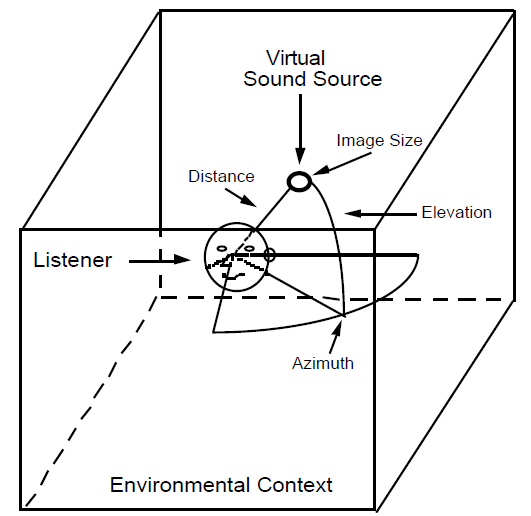 Virtual
Sound Source
Image Size
Distance
Elevation
Listener
Azimuth
Environmental Context